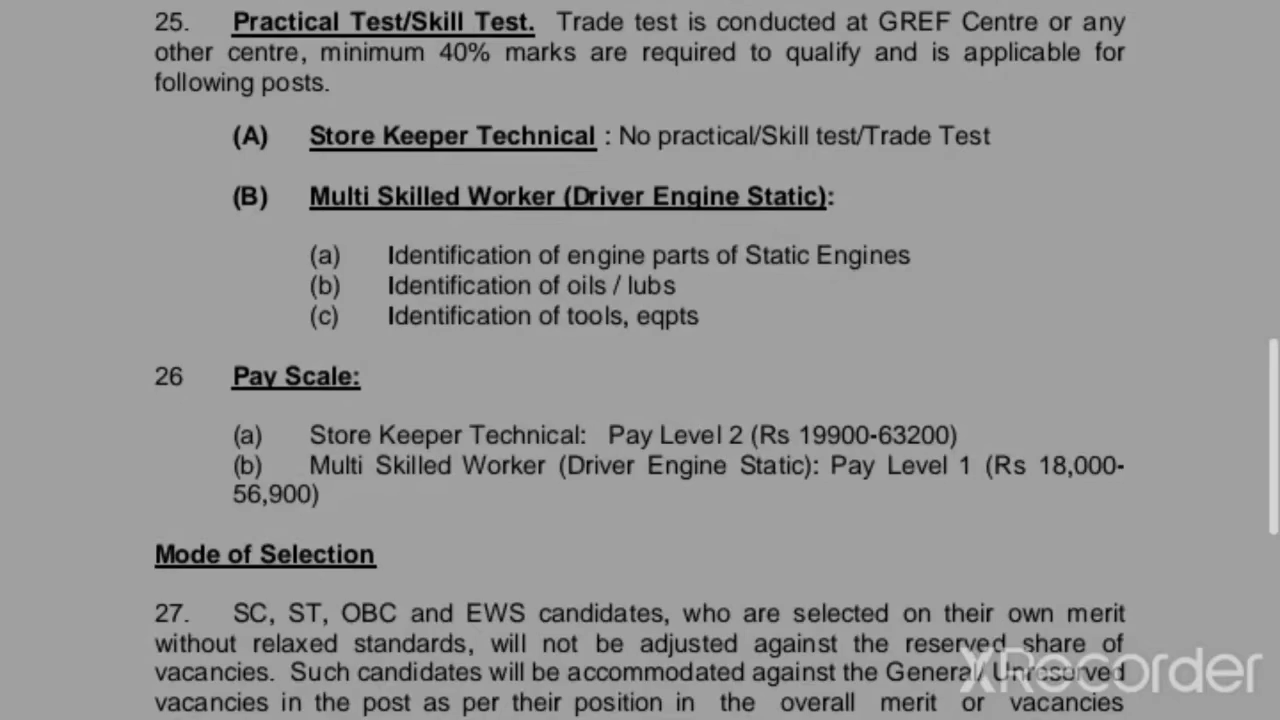 25. Practical Test/Skill Test. Trade test is conducted at GREF Centre or any
other centre, minimum 40% marks are required to qualify and is applicable for
following posts.
(A) Store Keeper Technical : No practical/Skill test/Trade Test
(B) Multi Skilled Worker (Driver Engine Static):
(a) Identification of engine parts of Static Engines
(b) Identification of oils / lubs
(c) Identification of tools, eqpts
26 Pay Scale:
(a) Store Keeper Technical: Pay Level 2 (Rs 19900-63200)
(b) Multi Skilled Worker (Driver Engine Static): Pay Level 1 (Rs 18,000-
56,900)
Mode of Selection
27. SC, ST, OBC and EWS candidates, who are selected on their own merit
without relaxed standards, will not be adjusted against the reserved share of
vacancies. Such candidates will be accommodated against the General/ Unreserved
vacancies in the post as per their position in the overall merit or vacancies
XRecorder